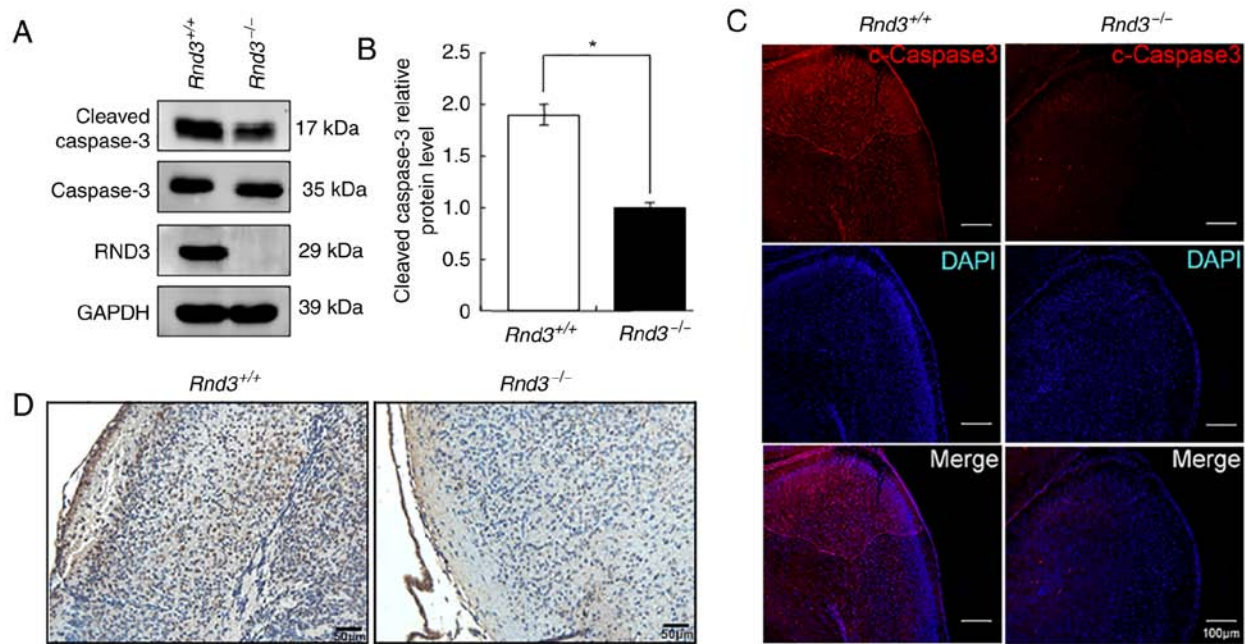 A
Rnd3+/+
Rnd3−/−
Cleaved
caspase-3
17 kDa
Caspase-3
35 kDa
RND3
29 kDa
GAPDH
39 kDa
B
Cleaved caspase-3 relative
protein level
*
2.5
2.0
1.5
1.0
0.5
0
Rnd3+/+
Rnd3−/−
C
Rnd3+/+
Rnd3−/−
c-Caspase3
c-Caspase3
DAPI
DAPI
Merge
Merge
100μm
D
Rnd3+/+
Rnd3−/−
50μm
50μm